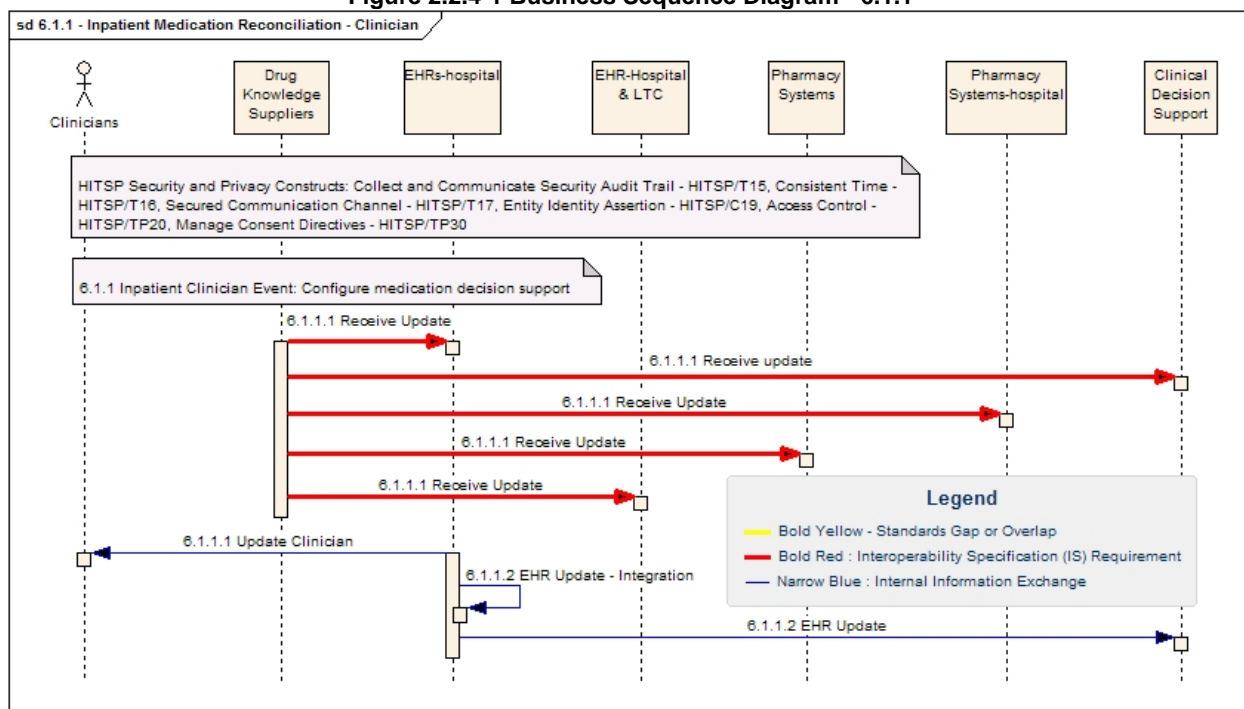 Figure 2.2.4-1 Business Sequence Diagram - 6.1.1
sd 6.1.1 - Inpatient Medication Reconciliation - Clinician
Clinicians
Drug
Knowledge
Suppliers
EHRs-hospital
EHR-Hospital
& LTC
Pharmacy
Systems
Pharmacy
Systems-hospital
Clinical
Decision
Support
HITSP Security and Privacy Constructs: Collect and Communicate Security Audit Trail - HITSP/T15, Consistent Time -
HITSP/T16, Secured Communication Channel - HITSP/T17, Entity Identity Assertion - HITSP/C19, Access Control -
HITSP/TP20, Manage Consent Directives - HITSP/TP30
6.1.1 Inpatient Clinician Event: Configure medication decision support
6.1.1.1 Receive Update
6.1.1.1 Receive update
6.1.1.1 Receive Update
6.1.1.1 Receive Update
6.1.1.1 Receive Update
Legend
Bold Yellow - Standards Gap or Overlap
Bold Red : Interoperability Specification (IS) Requirement
Narrow Blue : Internal Information Exchange
6.1.1.1 Update Clinician
6.1.1.2 EHR Update - Integration
6.1.1.2 EHR Update